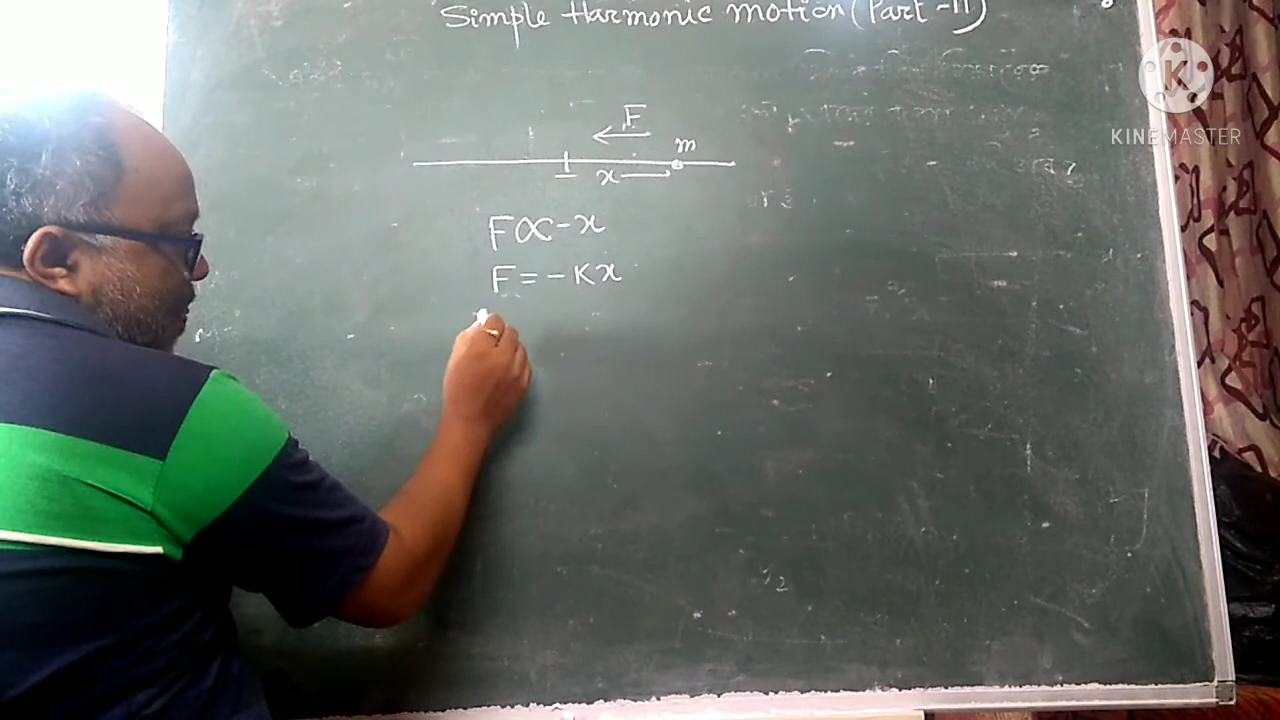 Simple Harmonic motion (Part-II)
F
m
x
F ∝ -x
F = -Kx
K
KINEMASTER